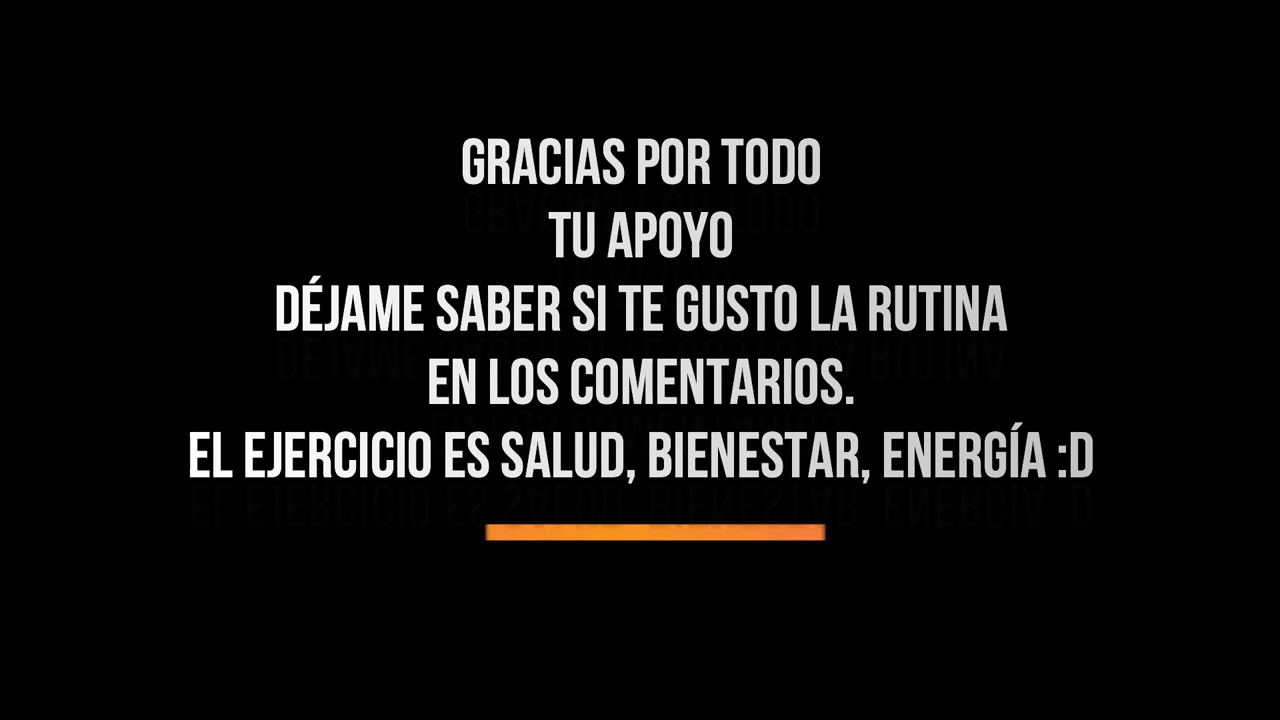 GRACIAS POR TODO
TU APOYO
DÉJAME SABER SI TE GUSTO LA RUTINA
EN LOS COMENTARIOS.
EL EJERCICIO ES SALUD, BIENESTAR, ENERGÍA :D